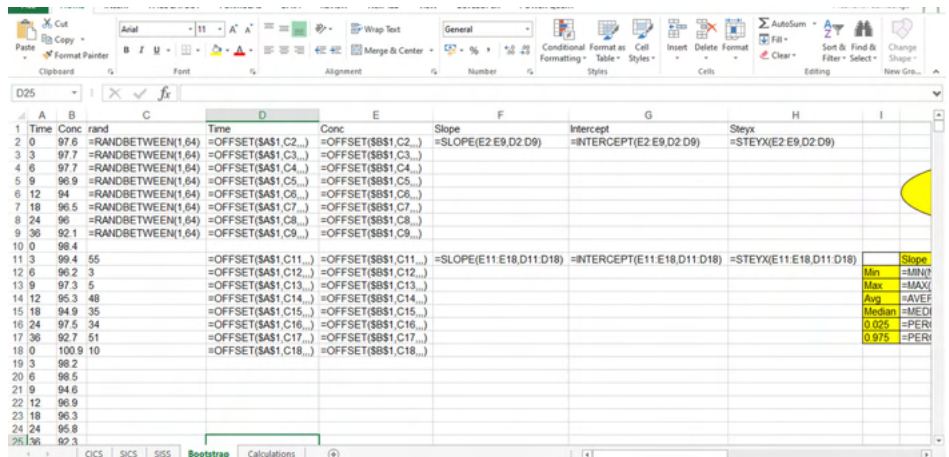 Cut
Copy
Format Painter
Paste
Clipboard
Arial 11 A A
B I U A
Font
Wrap Text
Merge & Center
Alignment
General
% , .00
Number
Conditional Formatting
Format as Table
Cell Styles
Styles
Insert Delete Format
Cells
AutoSum
Fill
Clear
Sort & Filter
Find & Select
Editing
Change Shape
New Gro...
D25 fx
A B C D E F G H I
1 Time Conc rand Time Conc Slope Intercept Steyx
2 0 97.6 =RANDBETWEEN(1,64) =OFFSET($A$1,C2,,,) =OFFSET($B$1,C2,,,) =SLOPE(E2:E9,D2:D9) =INTERCEPT(E2:E9,D2:D9) =STEYX(E2:E9,D2:D9)
3 3 97.7 =RANDBETWEEN(1,64) =OFFSET($A$1,C3,,,) =OFFSET($B$1,C3,,,)
4 6 97.7 =RANDBETWEEN(1,64) =OFFSET($A$1,C4,,,) =OFFSET($B$1,C4,,,)
5 9 96.9 =RANDBETWEEN(1,64) =OFFSET($A$1,C5,,,) =OFFSET($B$1,C5,,,)
6 12 94 =RANDBETWEEN(1,64) =OFFSET($A$1,C6,,,) =OFFSET($B$1,C6,,,)
7 18 96.5 =RANDBETWEEN(1,64) =OFFSET($A$1,C7,,,) =OFFSET($B$1,C7,,,)
8 24 96 =RANDBETWEEN(1,64) =OFFSET($A$1,C8,,,) =OFFSET($B$1,C8,,,)
9 36 92.1 =RANDBETWEEN(1,64) =OFFSET($A$1,C9,,,) =OFFSET($B$1,C9,,,)
10 0 98.4
11 3 99.4 55 =OFFSET($A$1,C11,,,) =OFFSET($B$1,C11,,,) =SLOPE(E11:E18,D11:D18) =INTERCEPT(E11:E18,D11:D18) =STEYX(E11:E18,D11:D18) Slope
12 6 96.2 3 =OFFSET($A$1,C12,,,) =OFFSET($B$1,C12,,,) Min =MIN(
13 9 97.3 5 =OFFSET($A$1,C13,,,) =OFFSET($B$1,C13,,,) Max =MAX(
14 12 95.3 48 =OFFSET($A$1,C14,,,) =OFFSET($B$1,C14,,,) Avg =AVER
15 18 94.9 35 =OFFSET($A$1,C15,,,) =OFFSET($B$1,C15,,,) Median =MEDI
16 24 97.5 34 =OFFSET($A$1,C16,,,) =OFFSET($B$1,C16,,,) 0.025 =PERC
17 36 92.7 51 =OFFSET($A$1,C17,,,) =OFFSET($B$1,C17,,,) 0.975 =PERC
18 0 100.9 10 =OFFSET($A$1,C18,,,) =OFFSET($B$1,C18,,,)
19 3 98.2
20 6 98.5
21 9 94.6
22 12 96.9
23 18 96.3
24 24 95.8
25 36 92.3
CICS SICS SISS Bootstrap Calculations